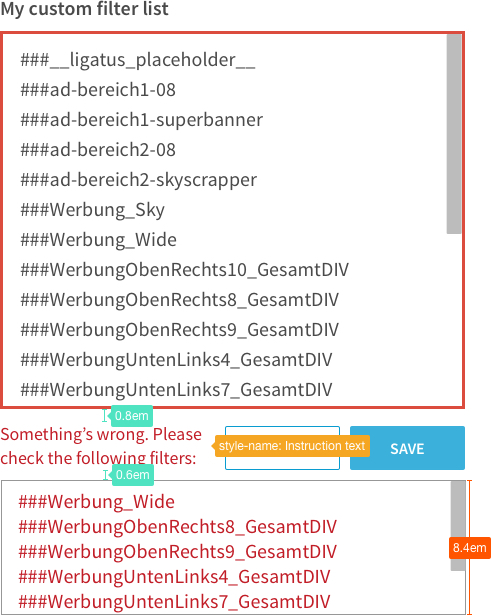 My custom filter list
###__ligatus_placeholder__
###ad-bereich1-08
###ad-bereich1-superbanner
###ad-bereich2-08
###ad-bereich2-skyscrapper
###Werbung_Sky
###Werbung_Wide
###WerbungObenRechts10_GesamtDIV
###WerbungObenRechts8_GesamtDIV
###WerbungObenRechts9_GesamtDIV
###WerbungUntenLinks4_GesamtDIV
###WerbungUntenLinks7_GesamtDIV
0.8em
Something's wrong. Please
check the following filters:
style-name: Instruction text
SAVE
0.6em
###Werbung_Wide
###WerbungObenRechts8_GesamtDIV
###WerbungObenRechts9_GesamtDIV
###WerbungUntenLinks4_GesamtDIV
###WerbungUntenLinks7_GesamtDIV
8.4em